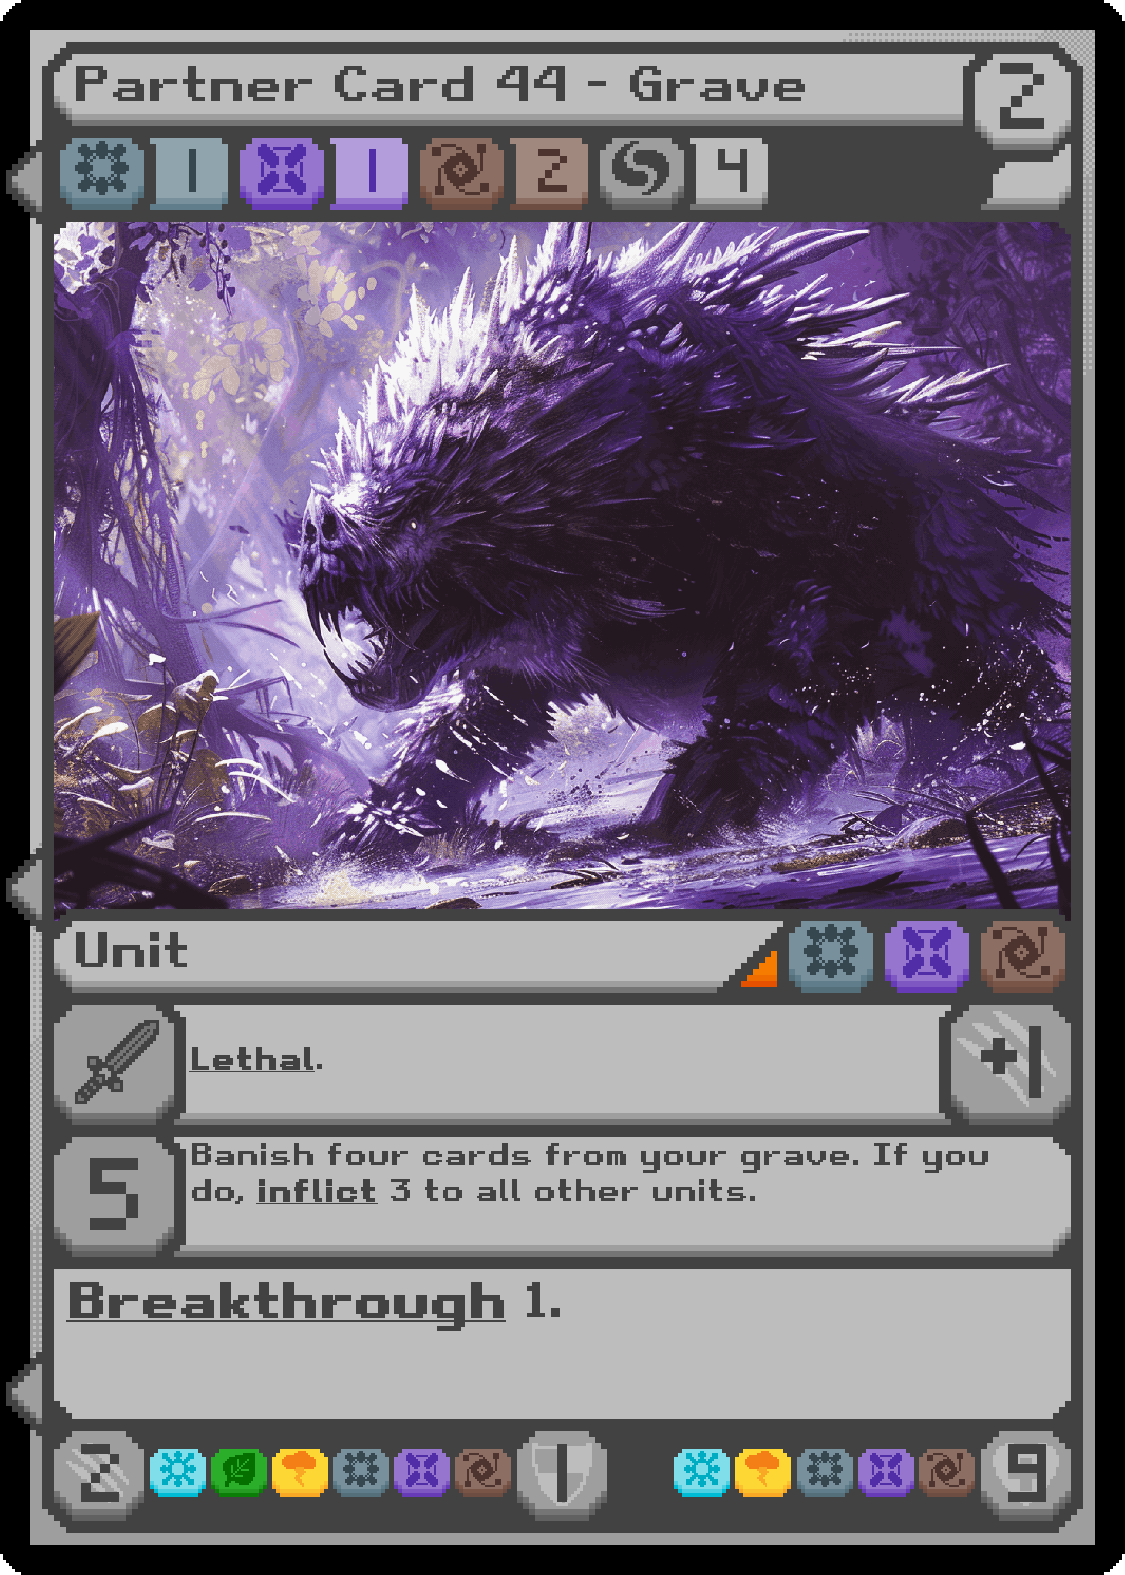 Partner Card 44 - Grave
2
1 1 2 4
Unit
Lethal.
+1
5
Banish four cards from your grave. If you
do, inflict 3 to all other units.
Breakthrough 1.
2 1 9